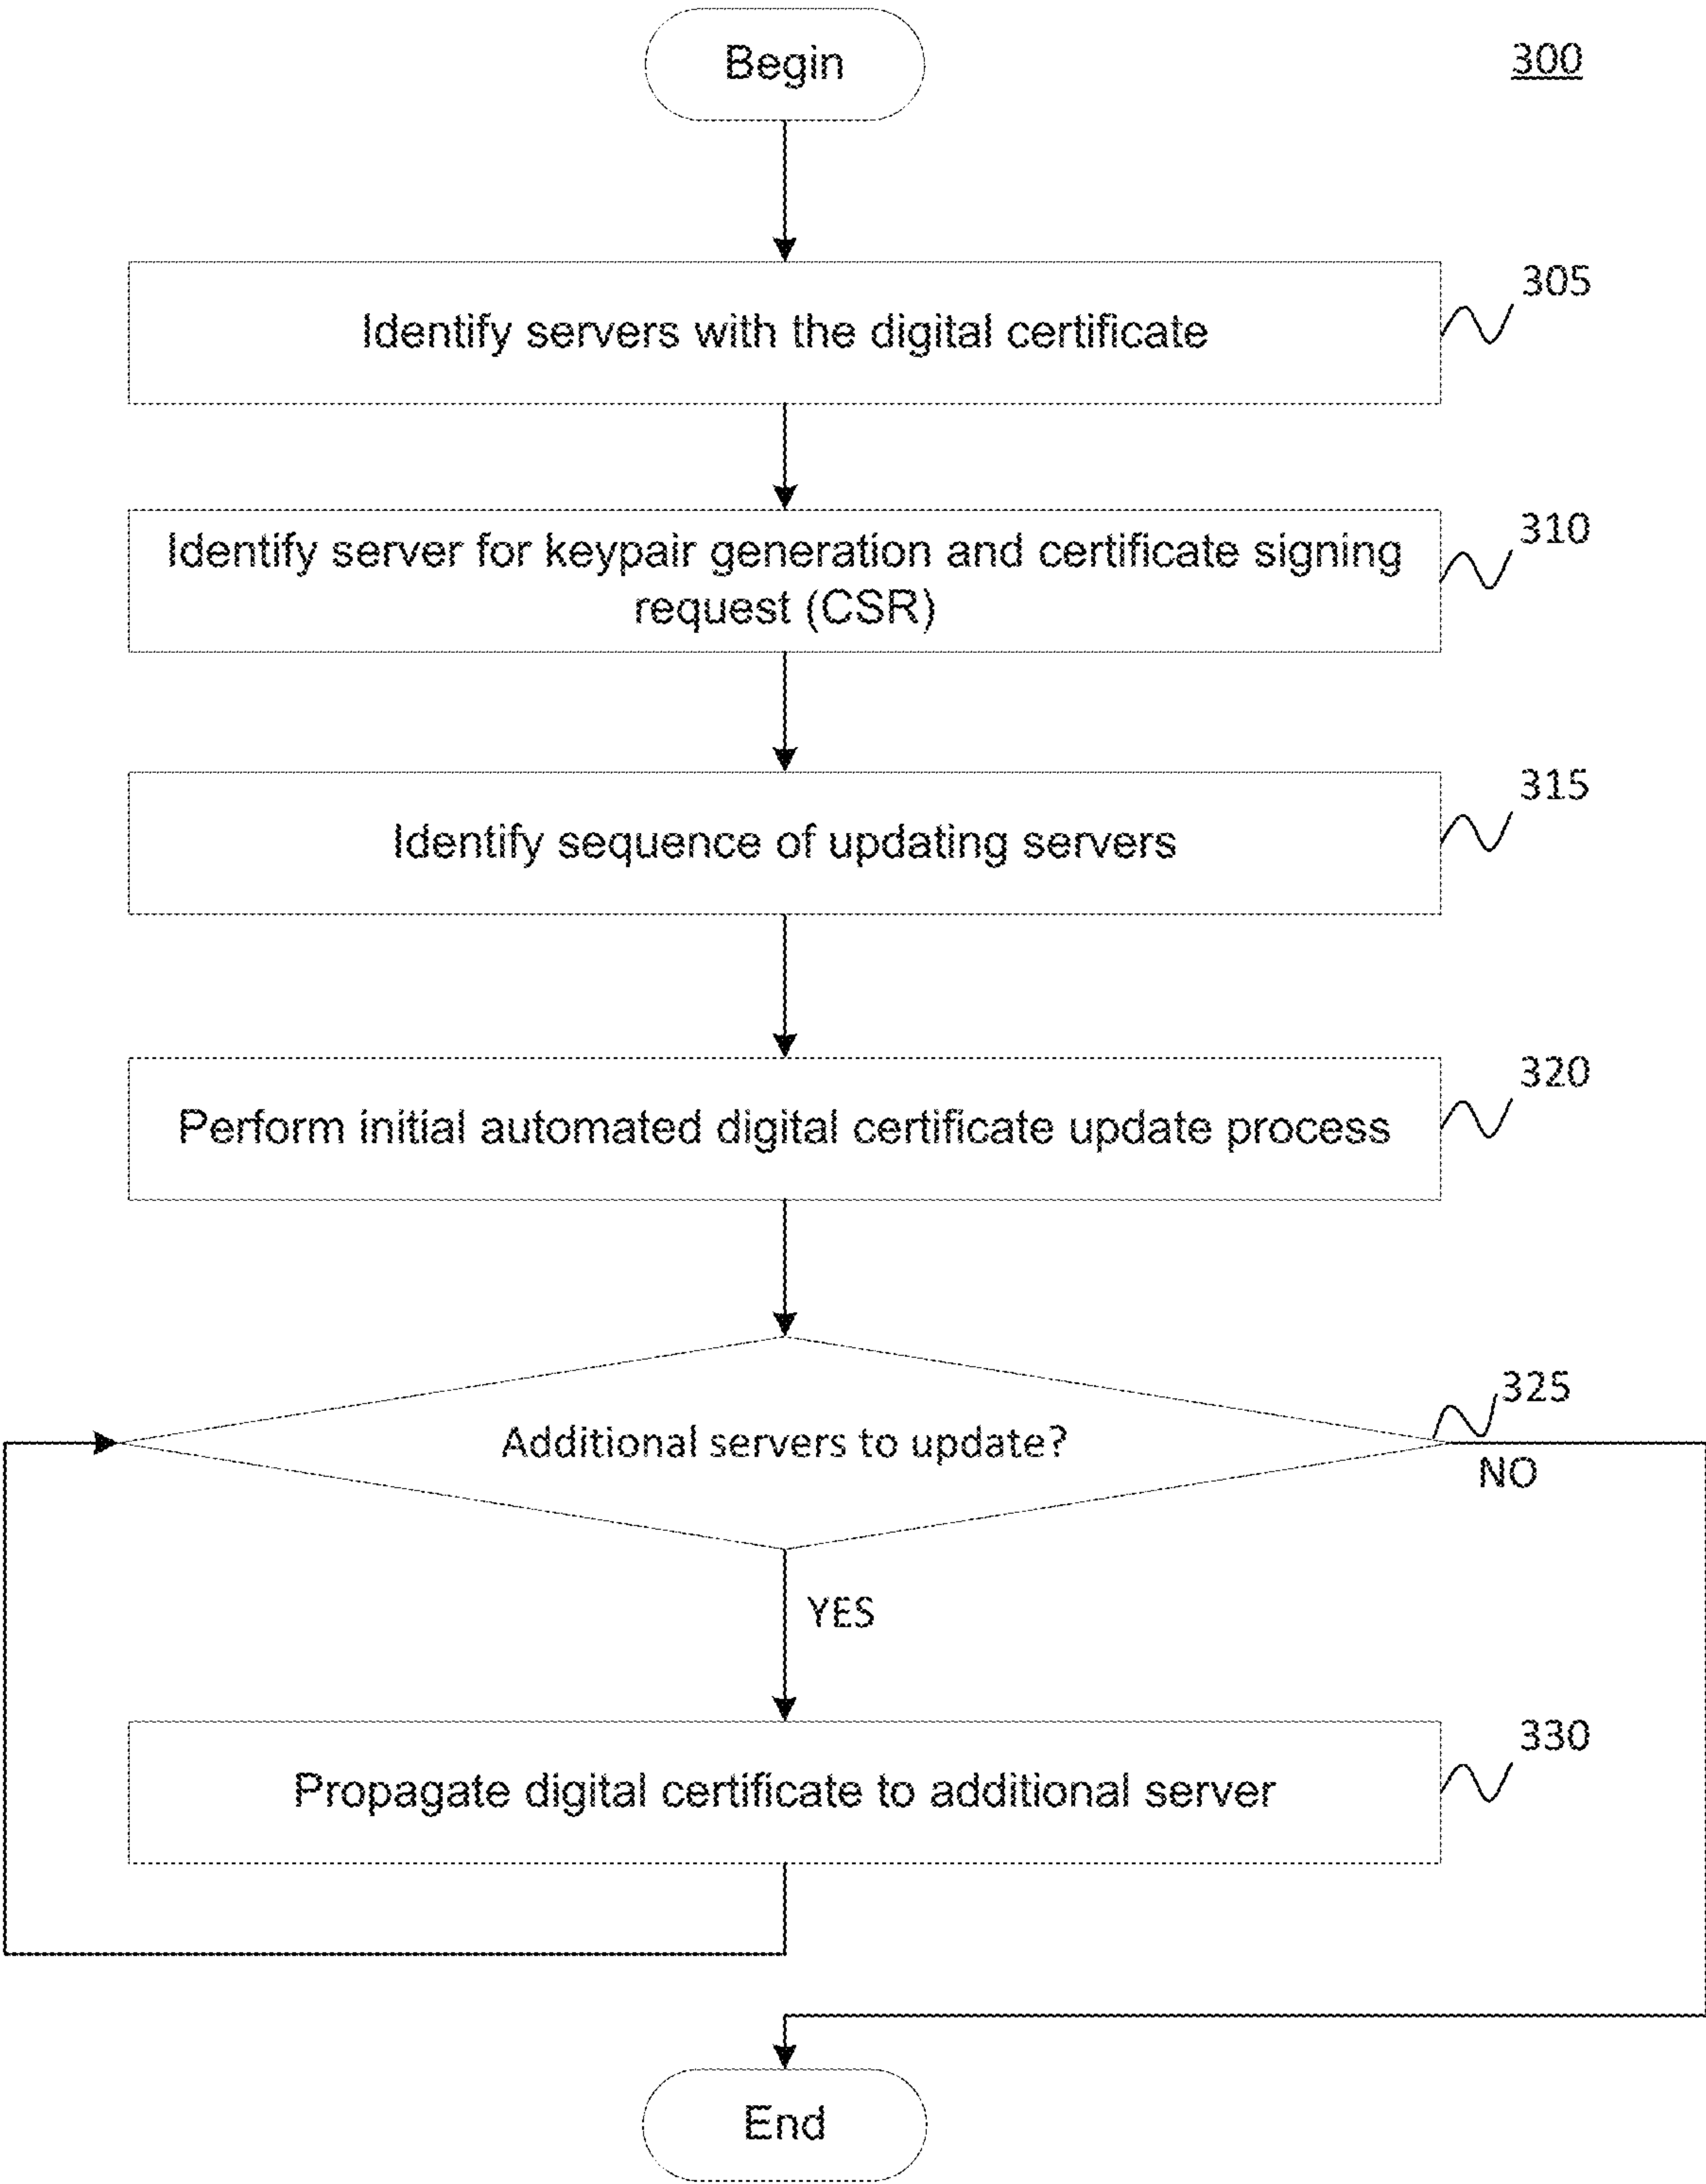 Begin
300
Identify servers with the digital certificate
305
Identify server for keypair generation and certificate signing
request (CSR)
310
Identify sequence of updating servers
315
Perform initial automated digital certificate update process
320
Additional servers to update?
325
NO
YES
Propagate digital certificate to additional server
330
End